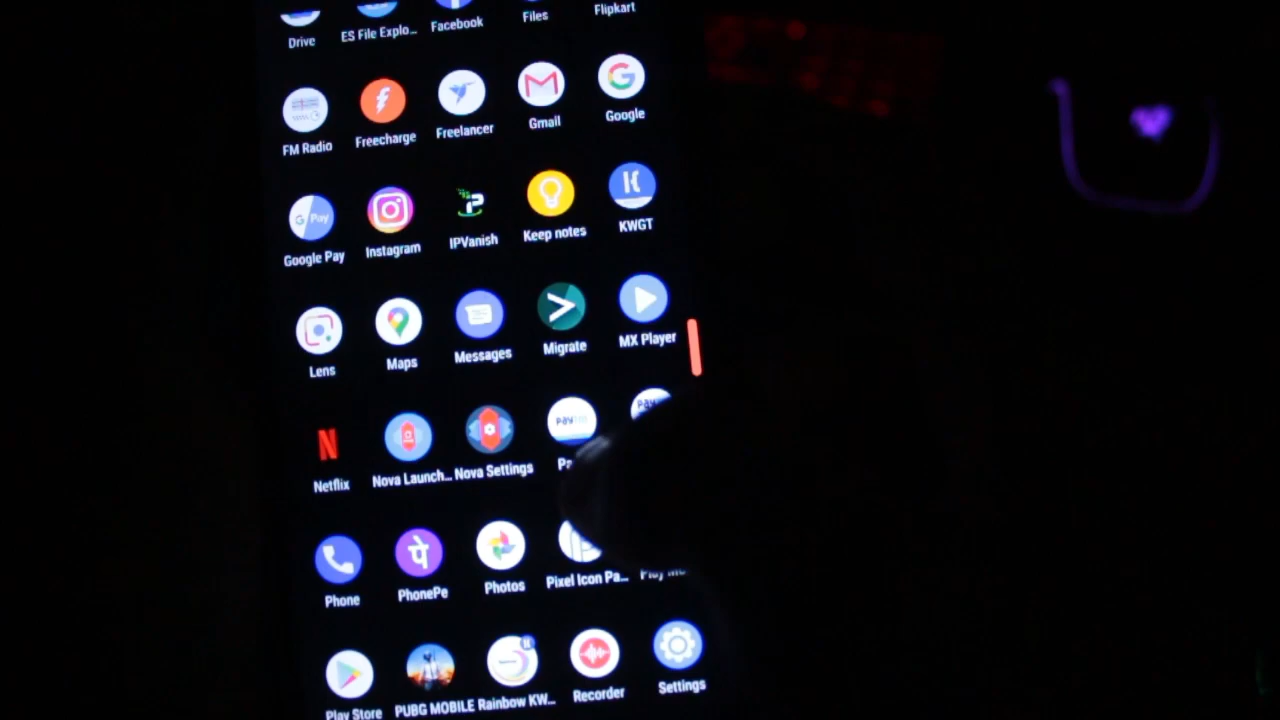 Drive ES File Explo... Facebook Files Flipkart
FM Radio Freecharge Freelancer Gmail Google
G Pay
Google Pay Instagram IPVanish Keep notes KWGT
Lens Maps Messages Migrate MX Player
Paytm
Netflix Nova Launch... Nova Settings
पे
Phone PhonePe Photos Pixel Icon Pa...
Play Store PUBG MOBILE Rainbow KW... Recorder Settings